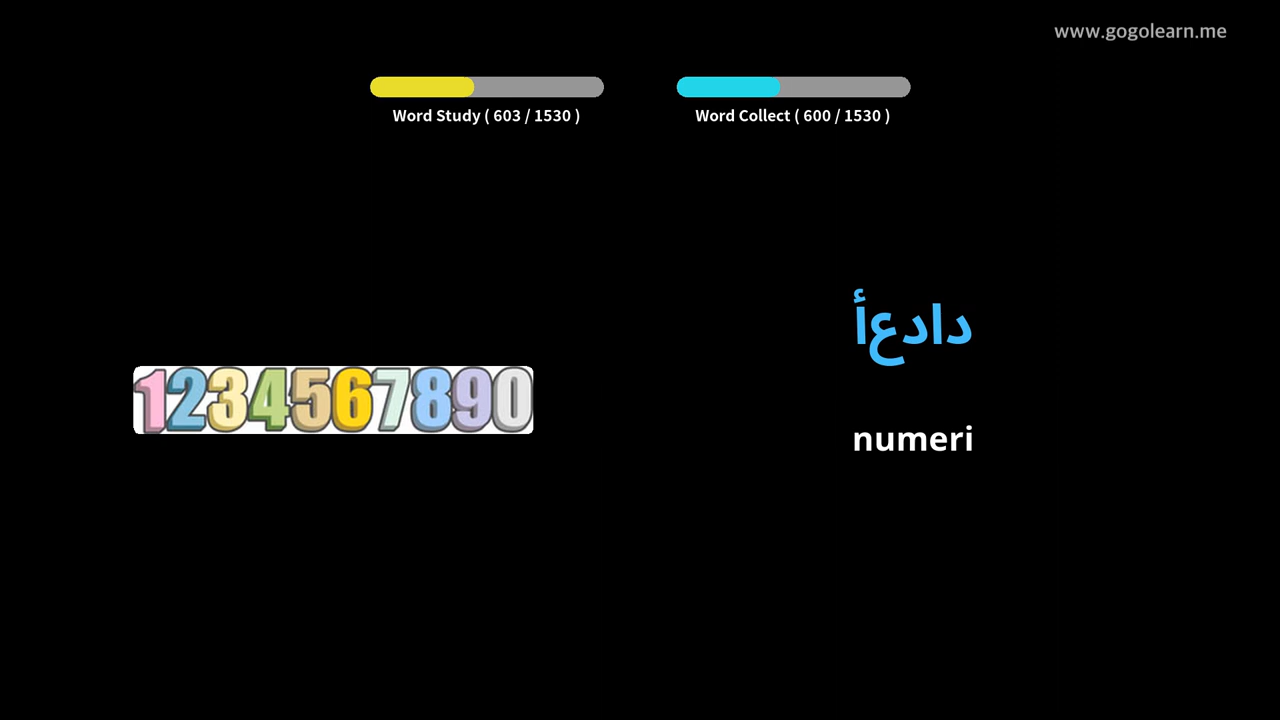 www.gogolearn.me
Word Study ( 603 / 1530 )
Word Collect ( 600 / 1530 )
دادعأ
1234567890
numeri